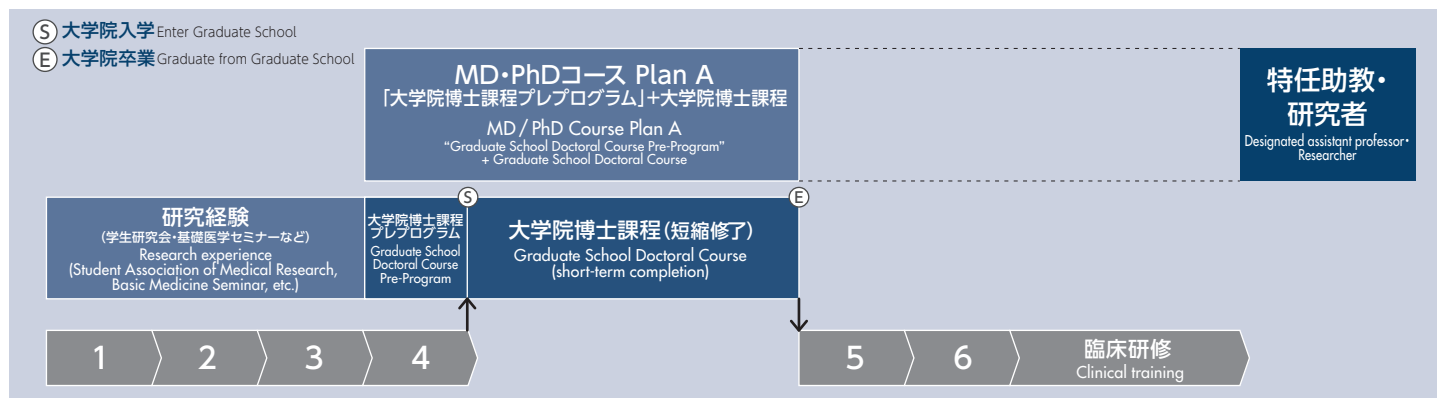 Ⓢ 大学院入学 Enter Graduate School
Ⓔ 大学院卒業 Graduate from Graduate School
MD・PhDコース Plan A
「大学院博士課程プレプログラム」+大学院博士課程
MD / PhD Course Plan A
“Graduate School Doctoral Course Pre-Program”
+ Graduate School Doctoral Course
特任助教・
研究者
Designated assistant professor・
Researcher
研究経験
(学生研究会・基礎医学セミナーなど)
Research experience
(Student Association of Medical Research,
Basic Medicine Seminar, etc.)
大学院博士課程
プレプログラム
Graduate School
Doctoral Course
Pre-Program
Ⓢ
大学院博士課程(短縮修了)
Graduate School Doctoral Course
(short-term completion)
Ⓔ
1
2
3
4
5
6
臨床研修
Clinical training